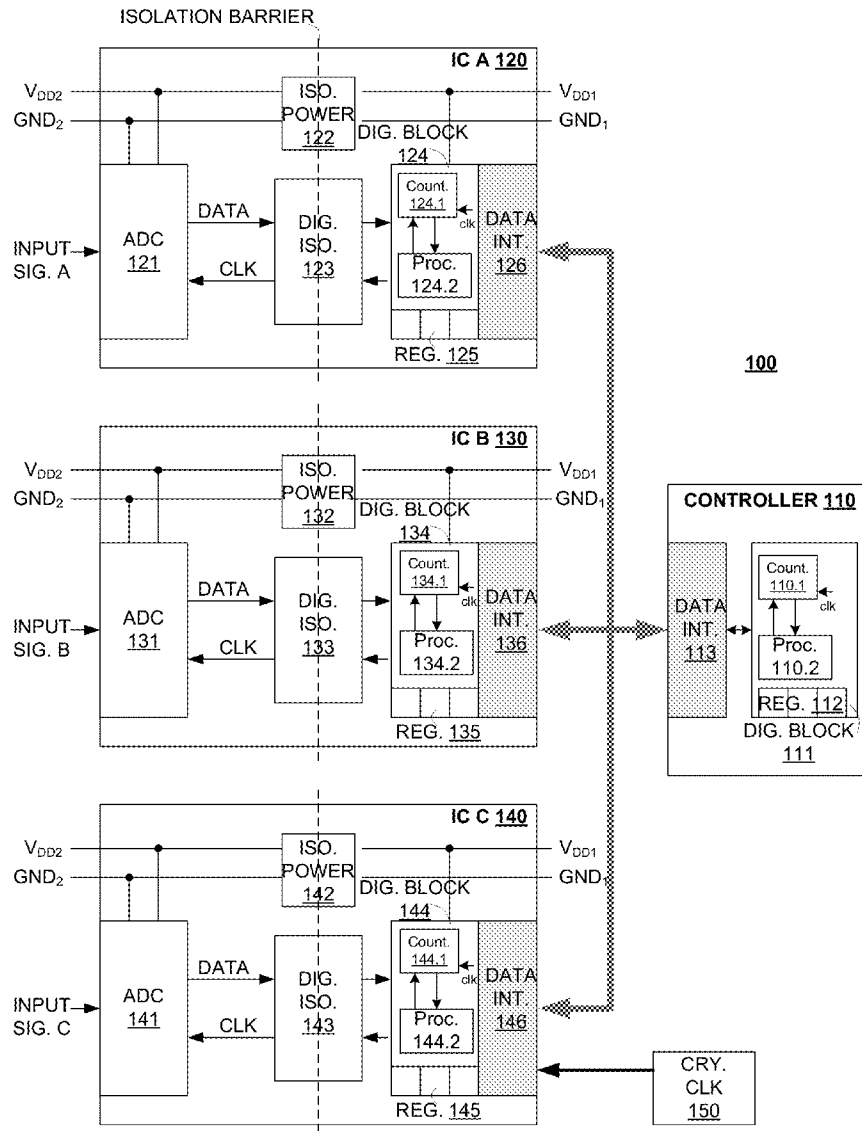 ISOLATION BARRIER
IC A 120
VDD2
ISO. POWER 122
VDD1
GND2
GND1
DIG. BLOCK 124
ADC 121
DATA
DIG. ISO. 123
Count. 124.1
clk
DATA INT. 126
INPUT SIG. A
CLK
Proc. 124.2
REG. 125
100
IC B 130
VDD2
ISO. POWER 132
VDD1
GND2
GND1
DIG. BLOCK 134
ADC 131
DATA
DIG. ISO. 133
Count. 134.1
clk
DATA INT. 136
INPUT SIG. B
CLK
Proc. 134.2
REG. 135
CONTROLLER 110
DATA INT. 113
Count. 110.1
clk
Proc. 110.2
REG. 112
DIG. BLOCK 111
IC C 140
VDD2
ISO. POWER 142
VDD1
GND2
GND1
DIG. BLOCK 144
ADC 141
DATA
DIG. ISO. 143
Count. 144.1
clk
DATA INT. 146
INPUT SIG. C
CLK
Proc. 144.2
REG. 145
CRY. CLK 150